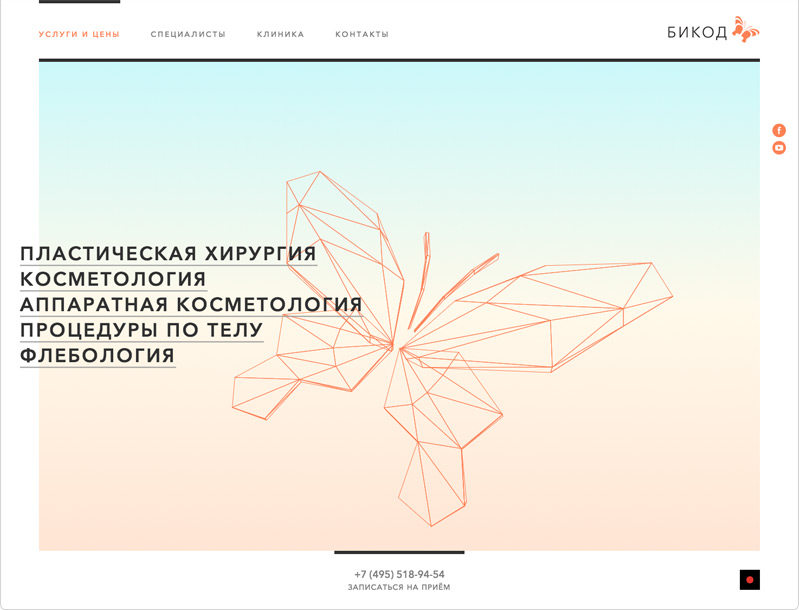 УСЛУГИ И ЦЕНЫ СПЕЦИАЛИСТЫ КЛИНИКА КОНТАКТЫ БИКОД
ПЛАСТИЧЕСКАЯ ХИРУРГИЯ
КОСМЕТОЛОГИЯ
АППАРАТНАЯ КОСМЕТОЛОГИЯ
ПРОЦЕДУРЫ ПО ТЕЛУ
ФЛЕБОЛОГИЯ
+7 (495) 518-94-54
ЗАПИСАТЬСЯ НА ПРИЁМ